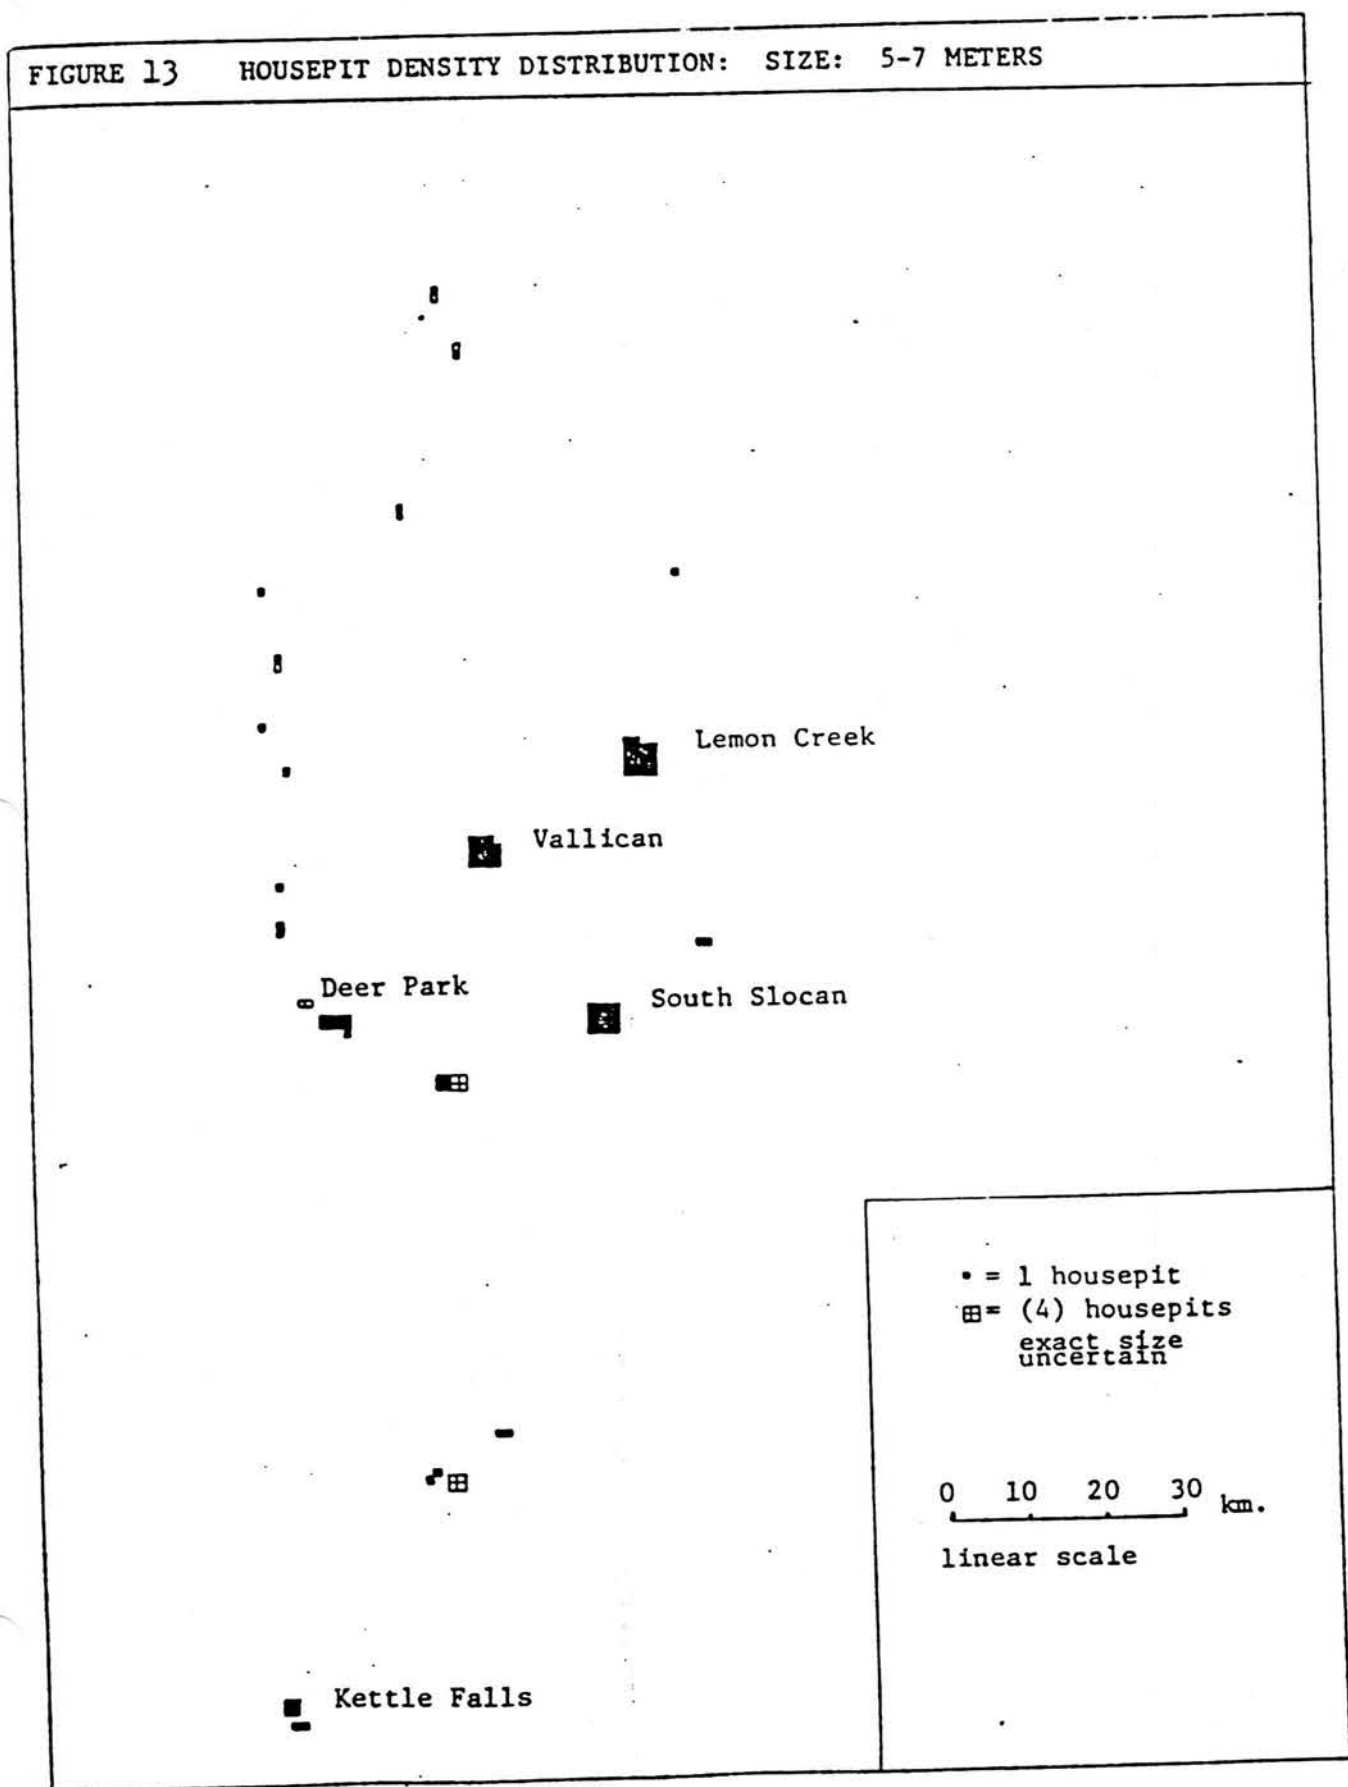 FIGURE 13 HOUSEPIT DENSITY DISTRIBUTION: SIZE: 5-7 METERS
Lemon Creek
Vallican
Deer Park
South Slocan
• = 1 housepit
⊞= (4) housepits
exact size
uncertain
0 10 20 30 km.
linear scale
Kettle Falls